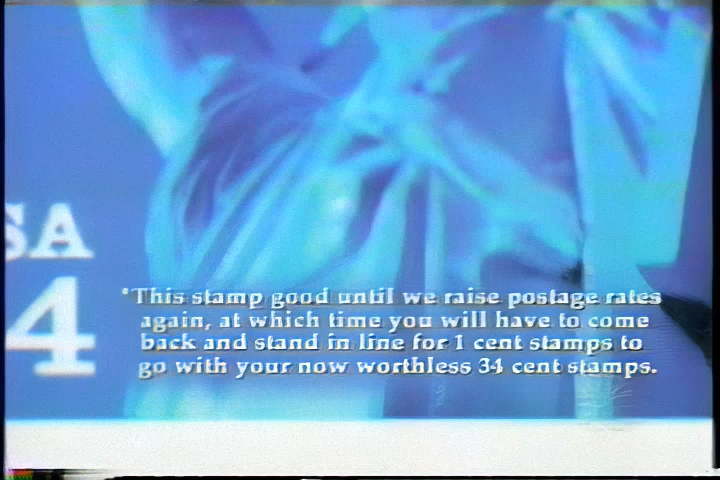 SA
4
*This stamp good until we raise postage rates
again, at which time you will have to come
back and stand in line for 1 cent stamps to
go with your now worthless 34 cent stamps.